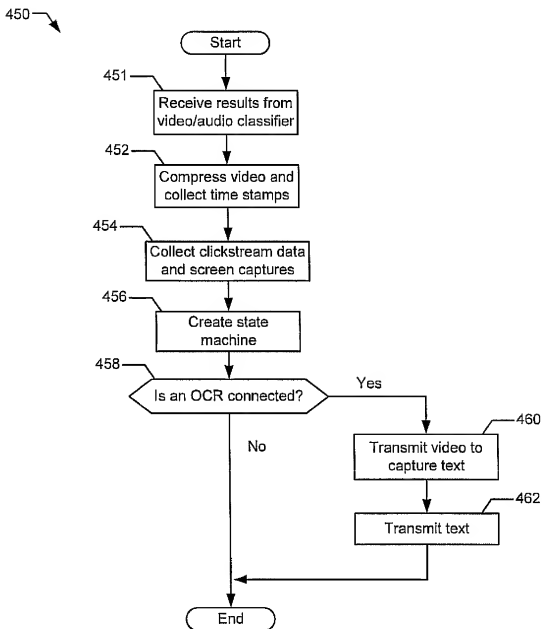 450
Start
451
Receive results from
video/audio classifier
452
Compress video and
collect time stamps
454
Collect clickstream data
and screen captures
456
Create state
machine
458
Is an OCR connected?
Yes
No
460
Transmit video to
capture text
462
Transmit text
End